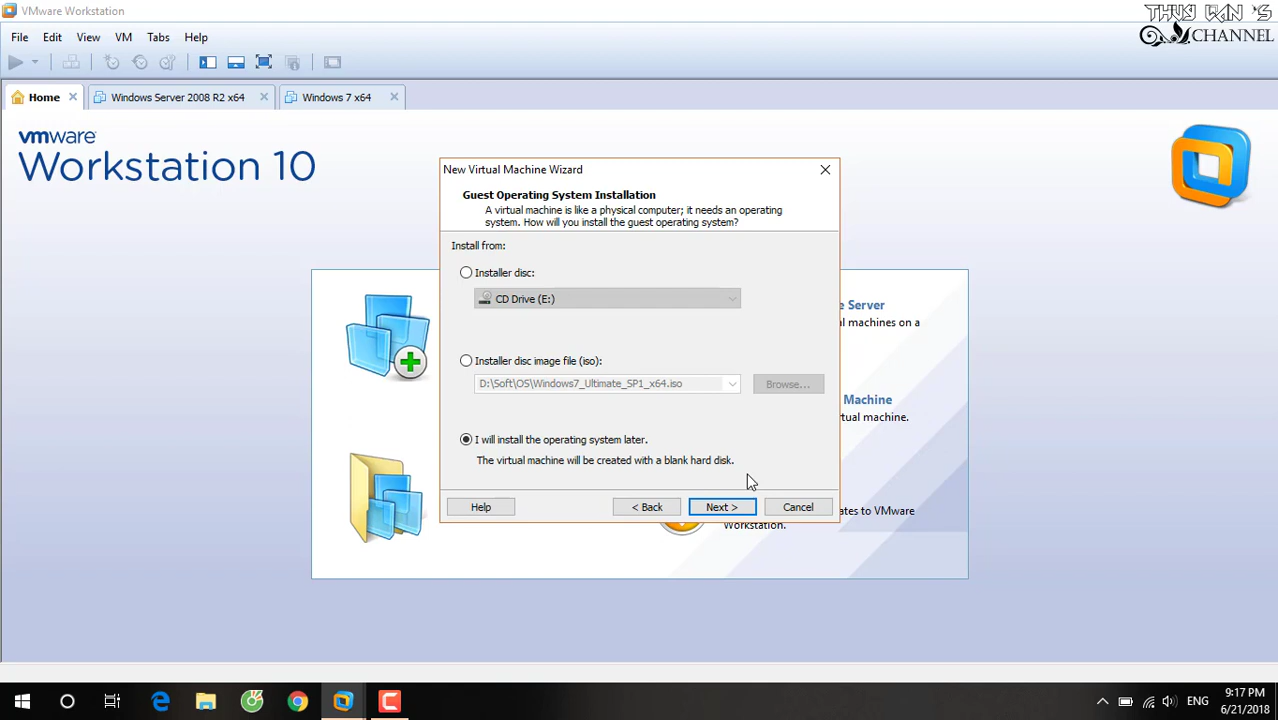 VMware Workstation
THUY WIN 'S
CHANNEL
File Edit View VM Tabs Help
Home Windows Server 2008 R2 x64 Windows 7 x64
vmware
Workstation 10
New Virtual Machine Wizard
Guest Operating System Installation
A virtual machine is like a physical computer; it needs an operating
system. How will you install the guest operating system?
Install from:
Installer disc:
CD Drive (E:)
e Server
tual machines on a
Installer disc image file (iso):
D:\Soft\OS\Windows7_Ultimate_SP1_x64.iso
Browse...
Machine
rtual machine.
I will install the operating system later.
The virtual machine will be created with a blank hard disk.
Help < Back Next > Cancel
ates to VMware
Workstation.
ENG
9:17 PM
6/21/2018